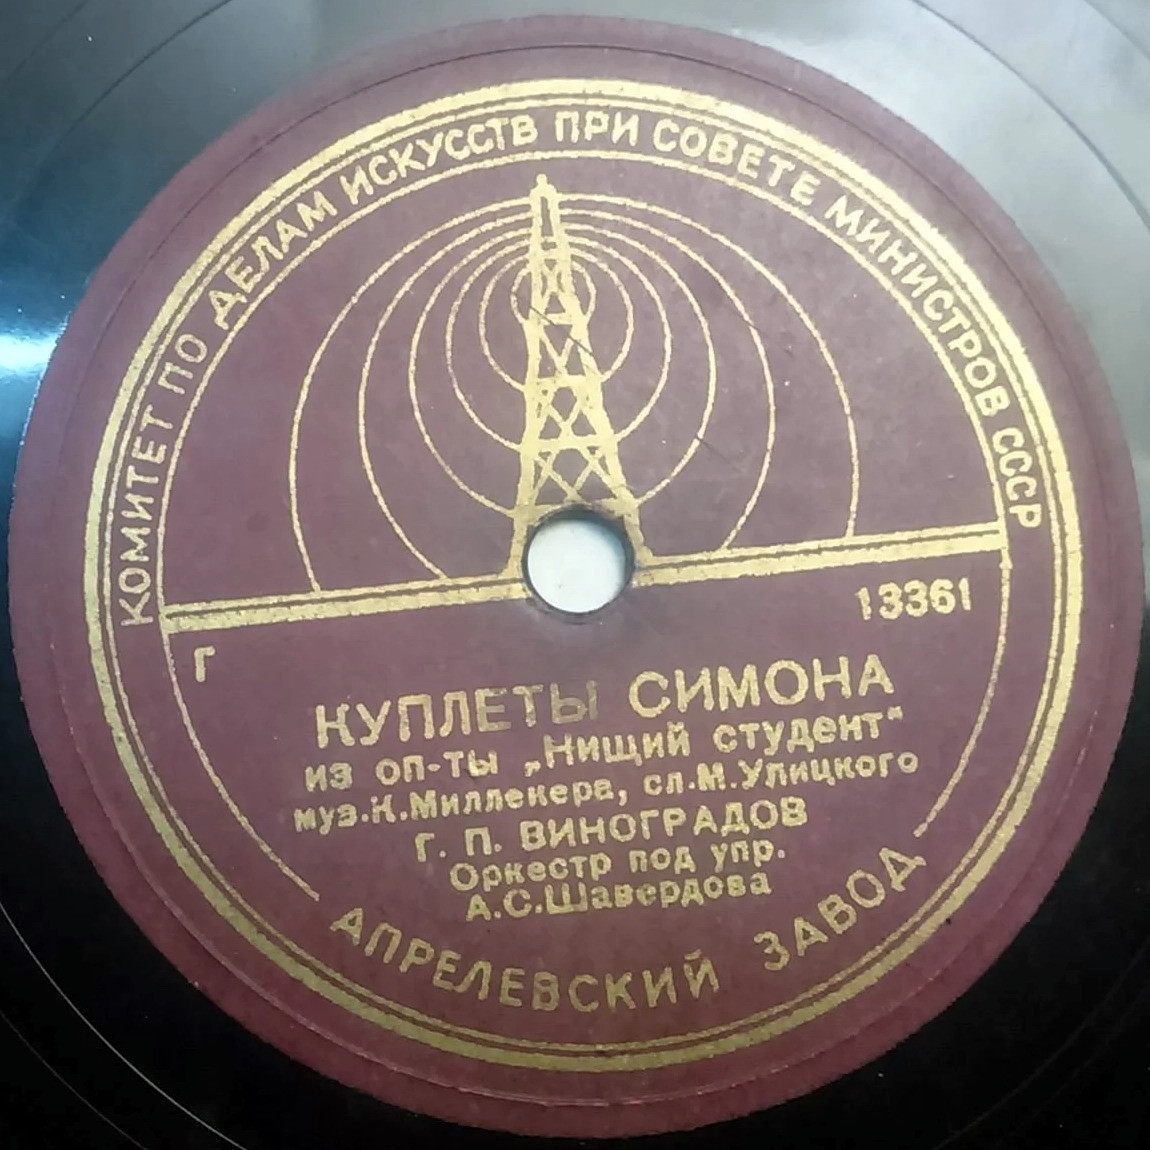 КОМИТЕТ ПО ДЕЛАМ ИСКУССТВ ПРИ СОВЕТЕ МИНИСТРОВ СССР
13361
Г
КУПЛЕТЫ СИМОНА
из оп-ты „Нищий студент“
муз.К.Миллекера, сл.М.Улицкого
Г. П. ВИНОГРАДОВ
Оркестр под упр.
А.С.Шавердова
АПРЕЛЕВСКИЙ ЗАВОД